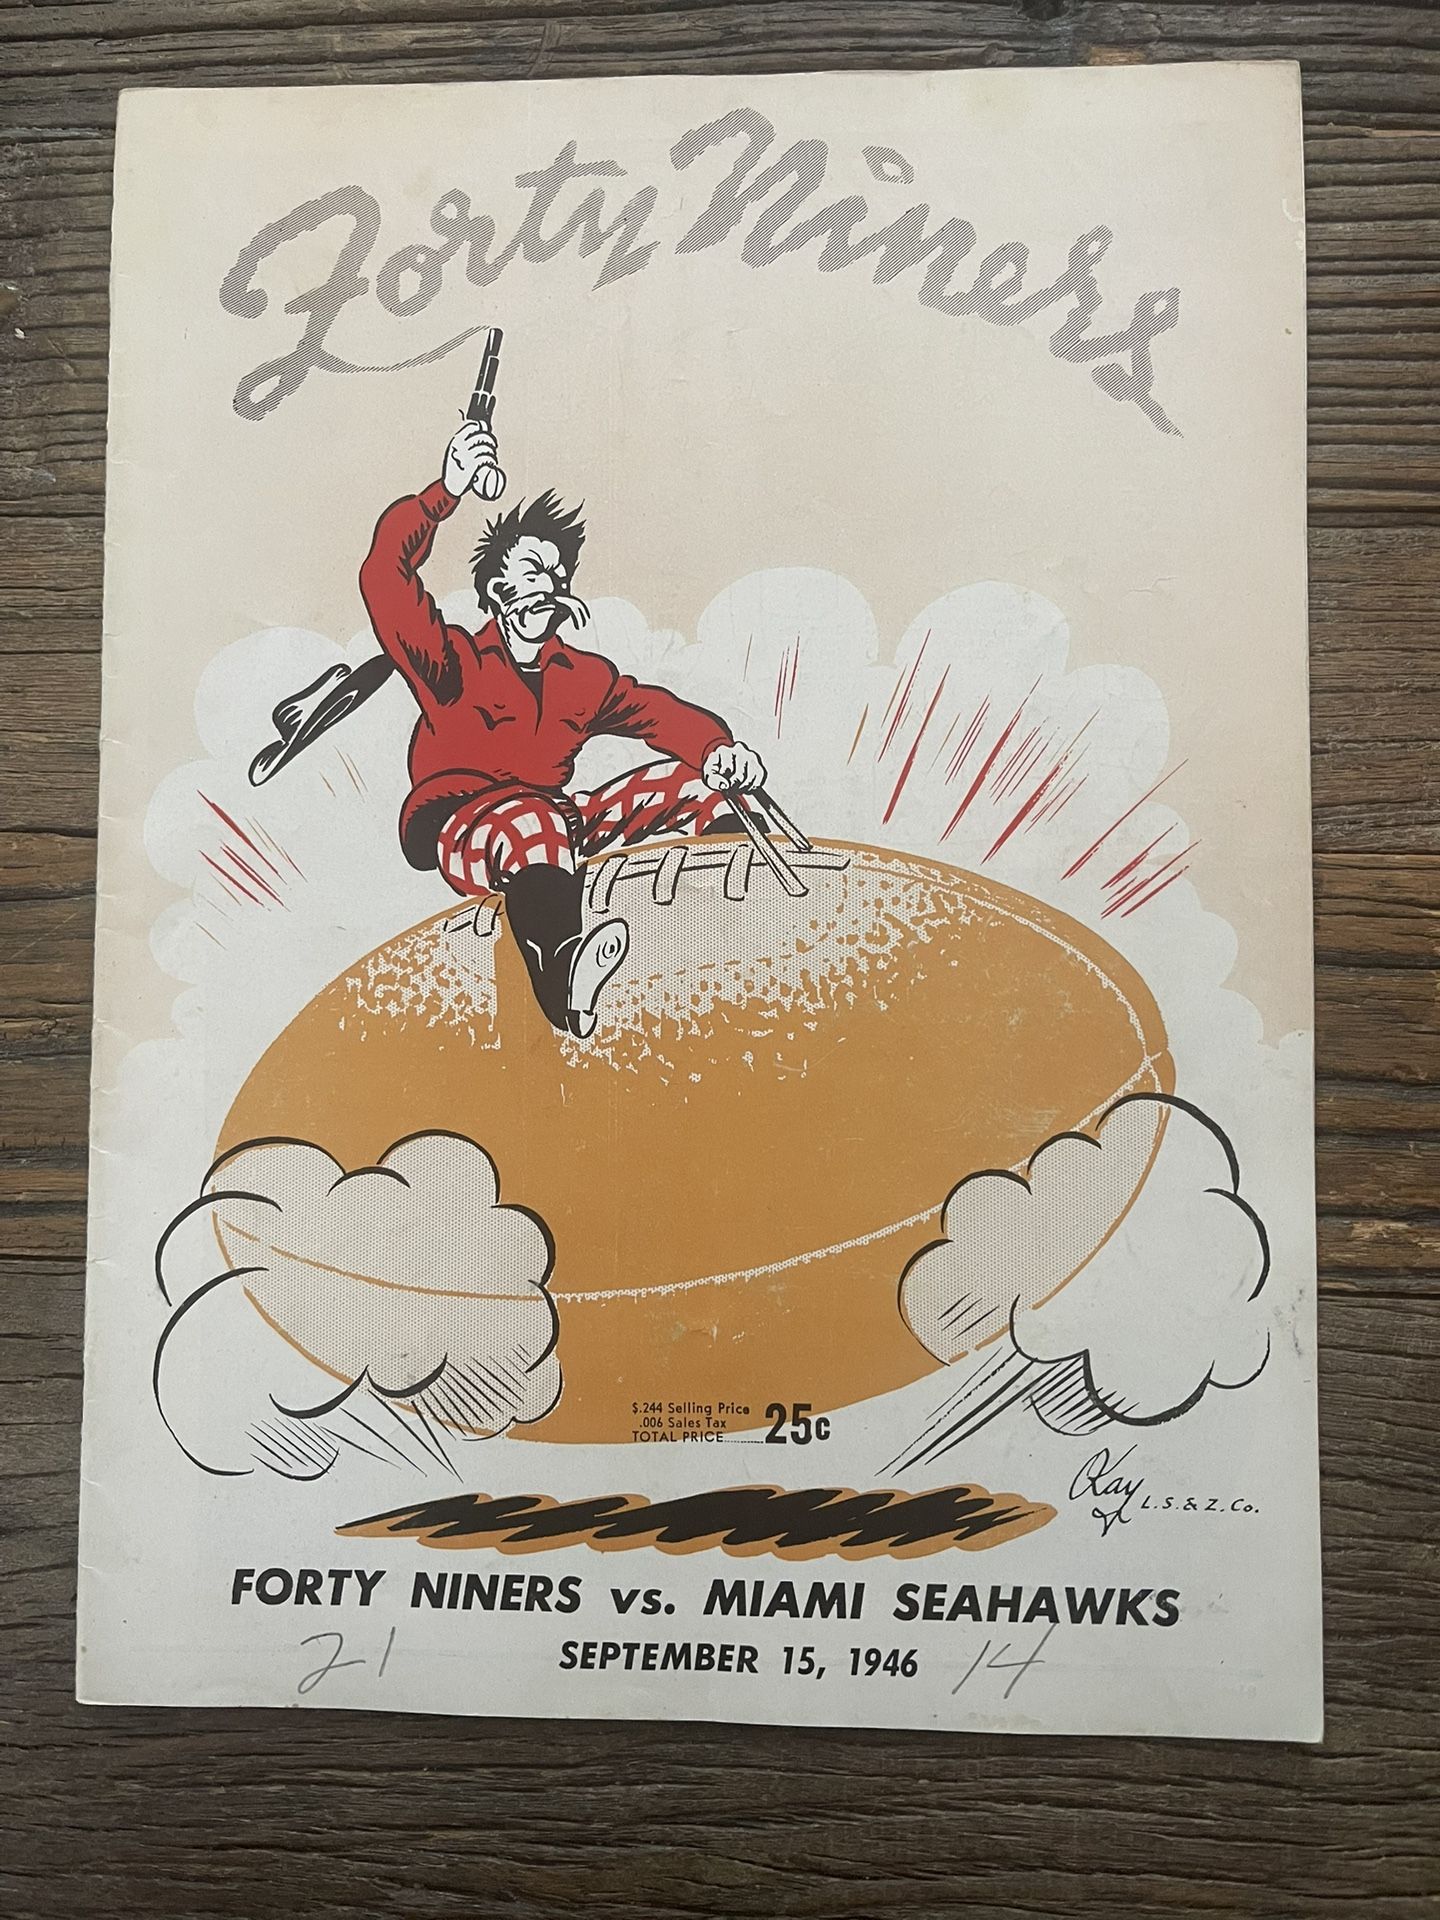 Forty Niners
$.244 Selling Price
.006 Sales Tax
TOTAL PRICE........25c
Kay
L.S.&Z.Co.
FORTY NINERS vs. MIAMI SEAHAWKS
SEPTEMBER 15, 1946
21
14